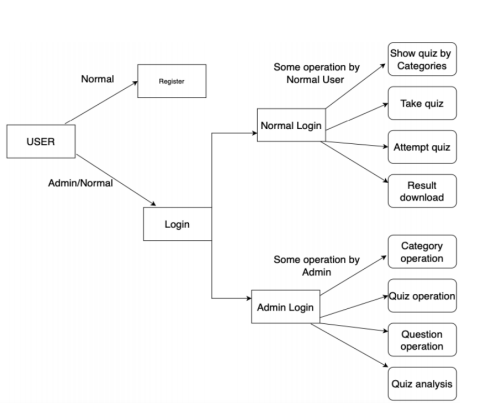 Show quiz by
Categories
Some operation by
Normal User
Normal
Register
Take quiz
Normal Login
USER
Attempt quiz
Admin/Normal
Result
download
Login
Category
operation
Some operation by
Admin
Quiz operation
Admin Login
Question
operation
Quiz analysis